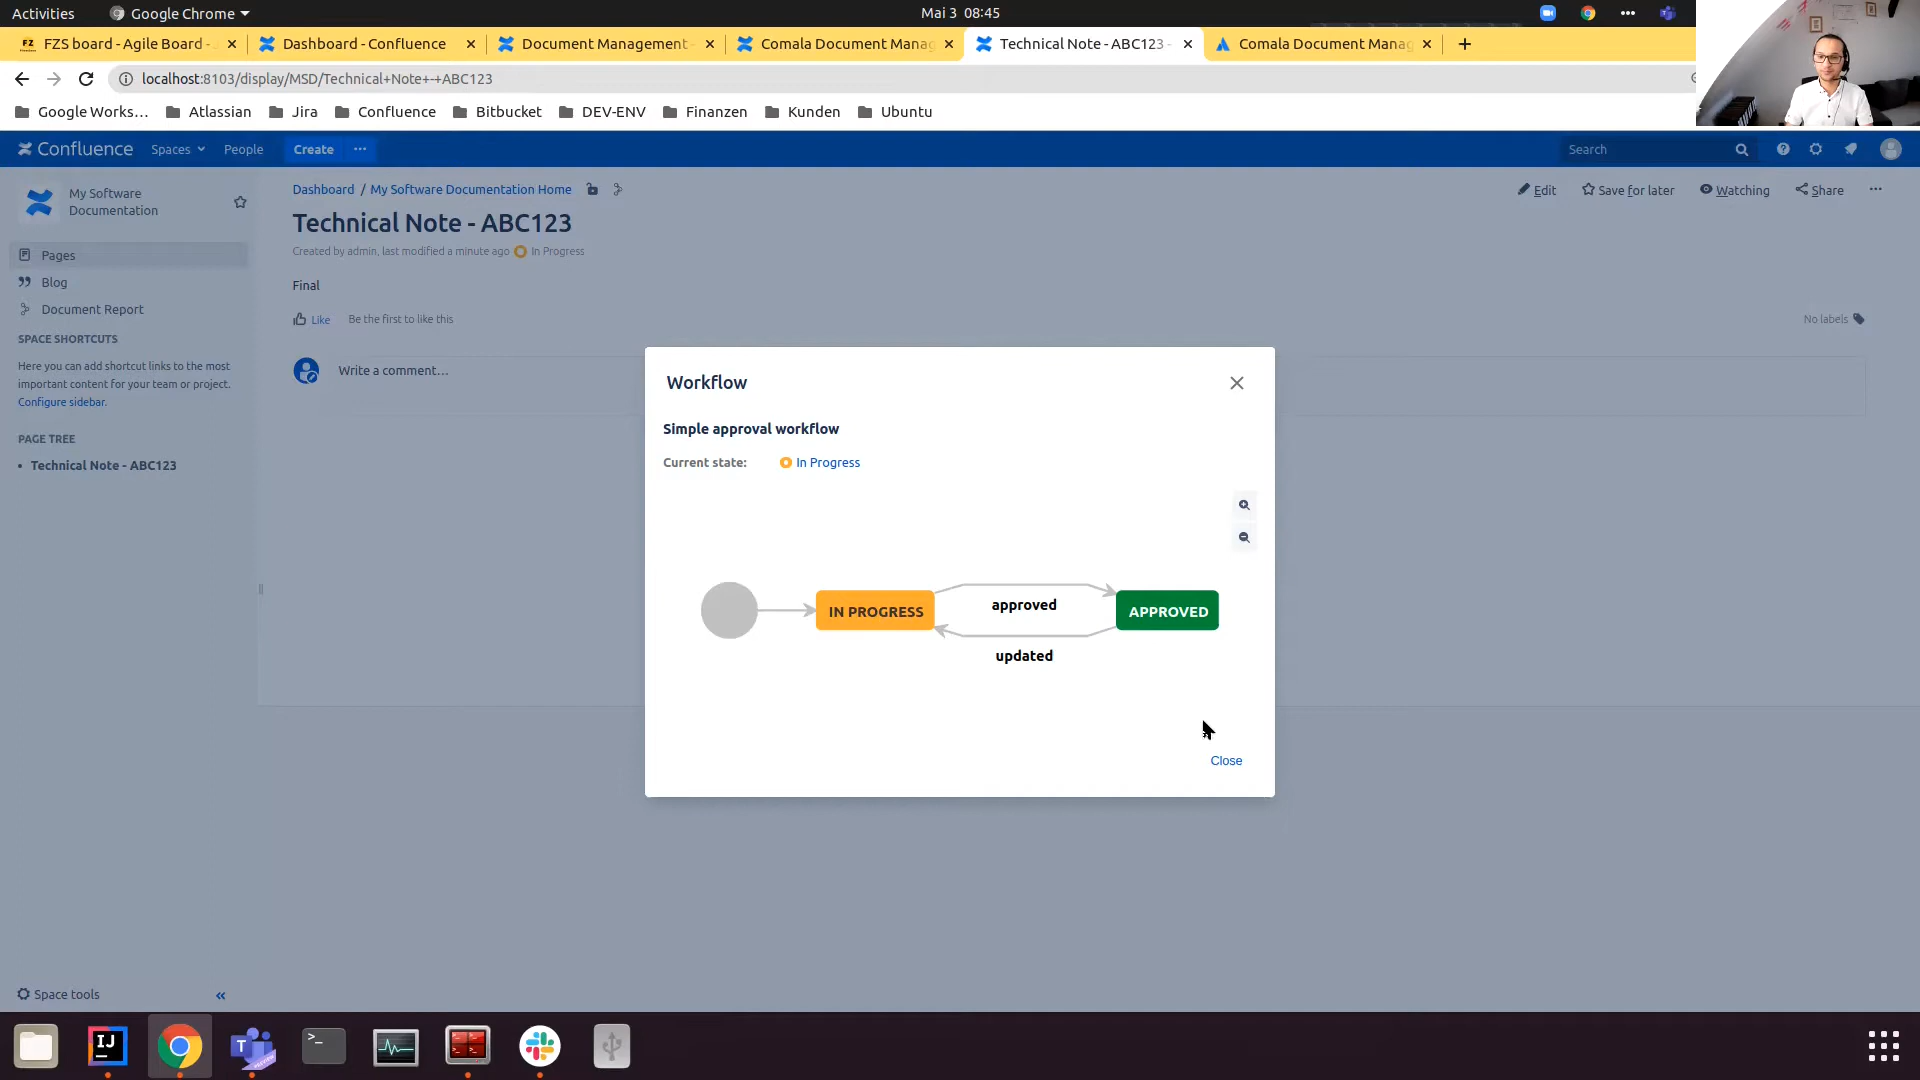 Activities
Google Chrome
Mai 3 08:45
FZ
FZS board - Agile Board -
Dashboard - Confluence
Document Management -
Comala Document Manag
Technical Note - ABC123 -
Comala Document Manag
localhost:8103/display/MSD/Technical+Note+-+ABC123
Google Works…
Atlassian
Jira
Confluence
Bitbucket
DEV-ENV
Finanzen
Kunden
Ubuntu
Confluence
Spaces
People
Create
Search
My Software
Documentation
Dashboard / My Software Documentation Home
Edit
Save for later
Watching
Share
Technical Note - ABC123
Created by admin, last modified a minute ago In Progress
Pages
Blog
Document Report
SPACE SHORTCUTS
Here you can add shortcut links to the most
important content for your team or project.
Configure sidebar.
PAGE TREE
Technical Note - ABC123
Final
Like
Be the first to like this
No labels
Write a comment…
Workflow
Simple approval workflow
Current state:
In Progress
IN PROGRESS
approved
APPROVED
updated
Close
Space tools
IJ
T
PREVIEW
>_